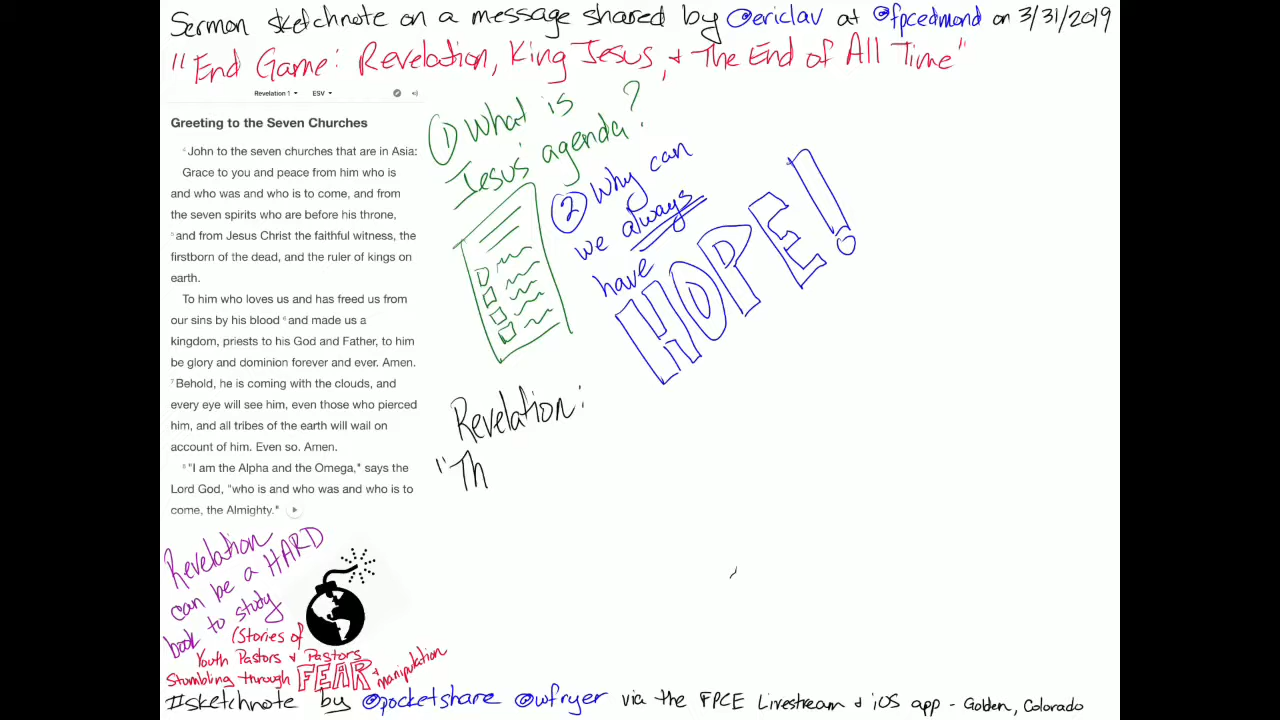 Sermon sketchnote on a message shared by @ericlav at @fpcedmond on 3/31/2019
"End Game: Revelation, King Jesus, + The End of All Time"
Revelation 1 ESV
Greeting to the Seven Churches
4 John to the seven churches that are in Asia:
Grace to you and peace from him who is
and who was and who is to come, and from
the seven spirits who are before his throne,
5 and from Jesus Christ the faithful witness, the
firstborn of the dead, and the ruler of kings on
earth.
To him who loves us and has freed us from
our sins by his blood 6 and made us a
kingdom, priests to his God and Father, to him
be glory and dominion forever and ever. Amen.
7 Behold, he is coming with the clouds, and
every eye will see him, even those who pierced
him, and all tribes of the earth will wail on
account of him. Even so. Amen.
8 "I am the Alpha and the Omega," says the
Lord God, "who is and who was and who is to
come, the Almighty."
① What is
Jesus' agenda?
② Why can
we always
have
HOPE!
Revelation:
"Th
Revelation
can be a HARD
book to study
(Stories of
Youth Pastors + Pastors
Stumbling through FEAR + manipulation
#sketchnote by @pocketshare @wfryer via the FPCE Livestream + iOS app - Golden, Colorado